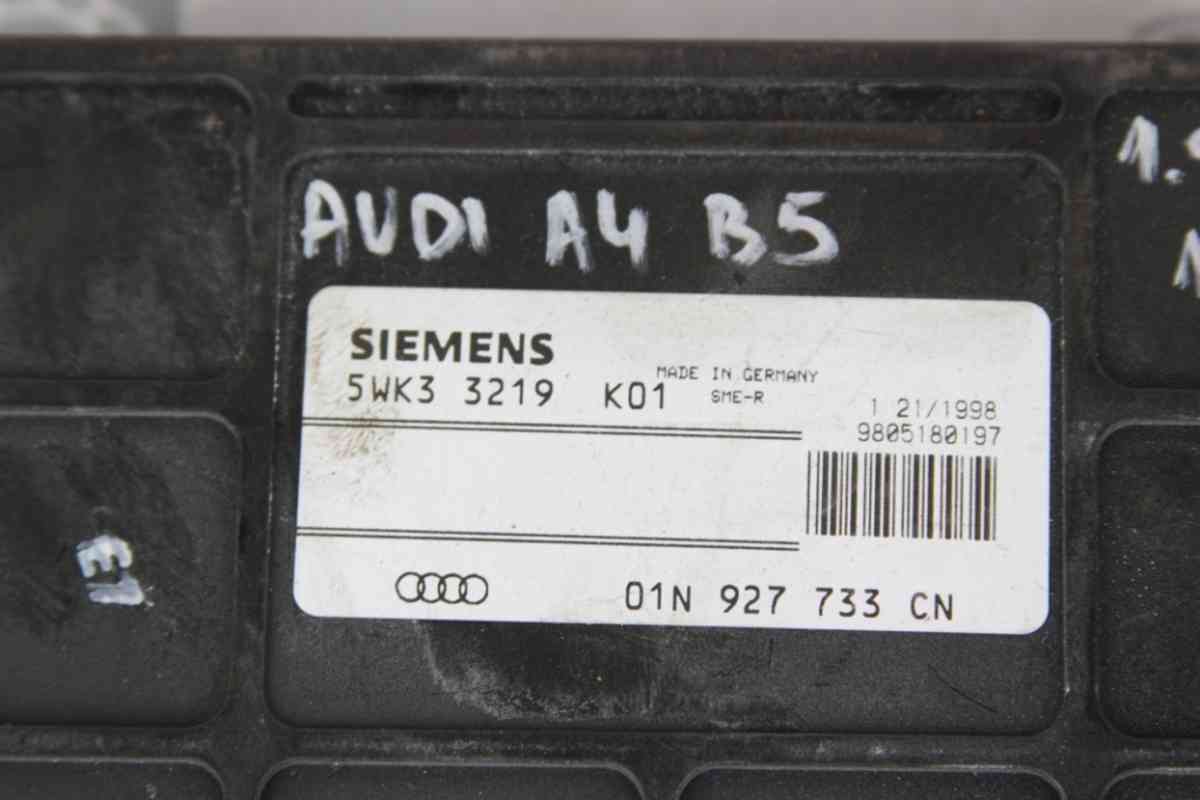 AUDI A4 B5
SIEMENS
MADE IN GERMANY
5WK3 3219 K01 SME-R
1 21/1998
9805180197
01N 927 733 CN